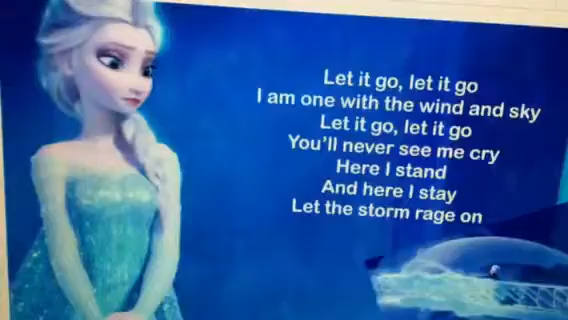 Let it go, let it go
I am one with the wind and sky
Let it go, let it go
You'll never see me cry
Here I stand
And here I stay
Let the storm rage on